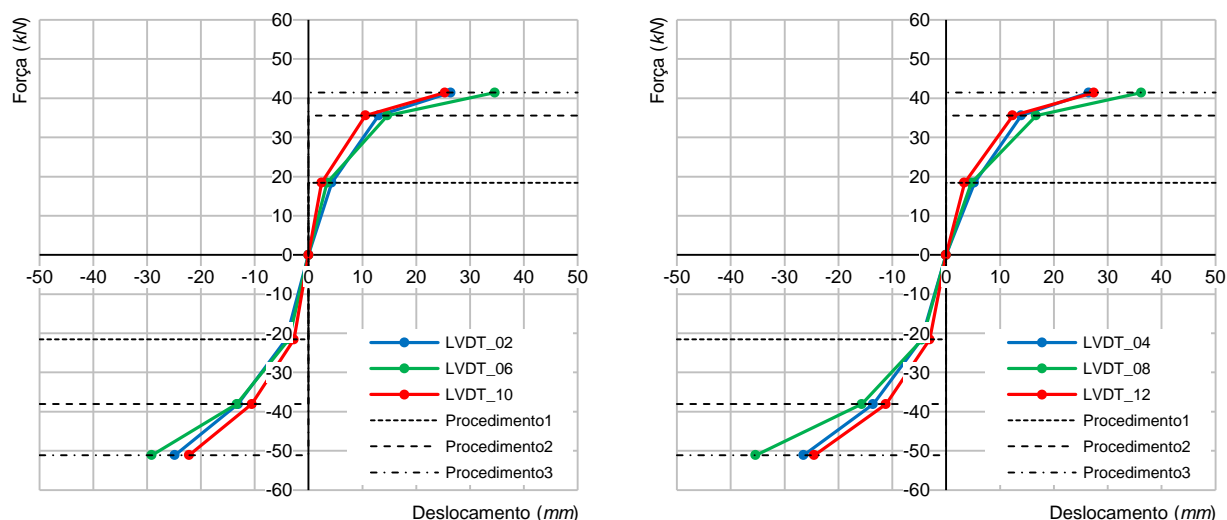 Força (kN)
60
50
40
30
20
10
0
-50 -40 -30 -20 -10 0 10 20 30 40 50
-10
-20
-30
-40
-50
-60
LVDT_02
LVDT_06
LVDT_10
Procedimento1
Procedimento2
Procedimento3
Deslocamento (mm)
Força (kN)
60
50
40
30
20
10
0
-50 -40 -30 -20 -10 0 10 20 30 40 50
-10
-20
-30
-40
-50
-60
LVDT_04
LVDT_08
LVDT_12
Procedimento1
Procedimento2
Procedimento3
Deslocamento (mm)